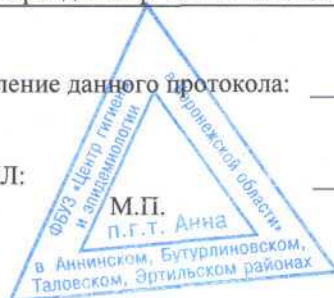 ление данного протокола:
Л:
М.П.
ФБУЗ «Центр гигиены
и эпидемиологии
в Воронежской области»
п.г.т. Анна
в Аннинском, Бутурлиновском,
Таловском, Эртильском районах